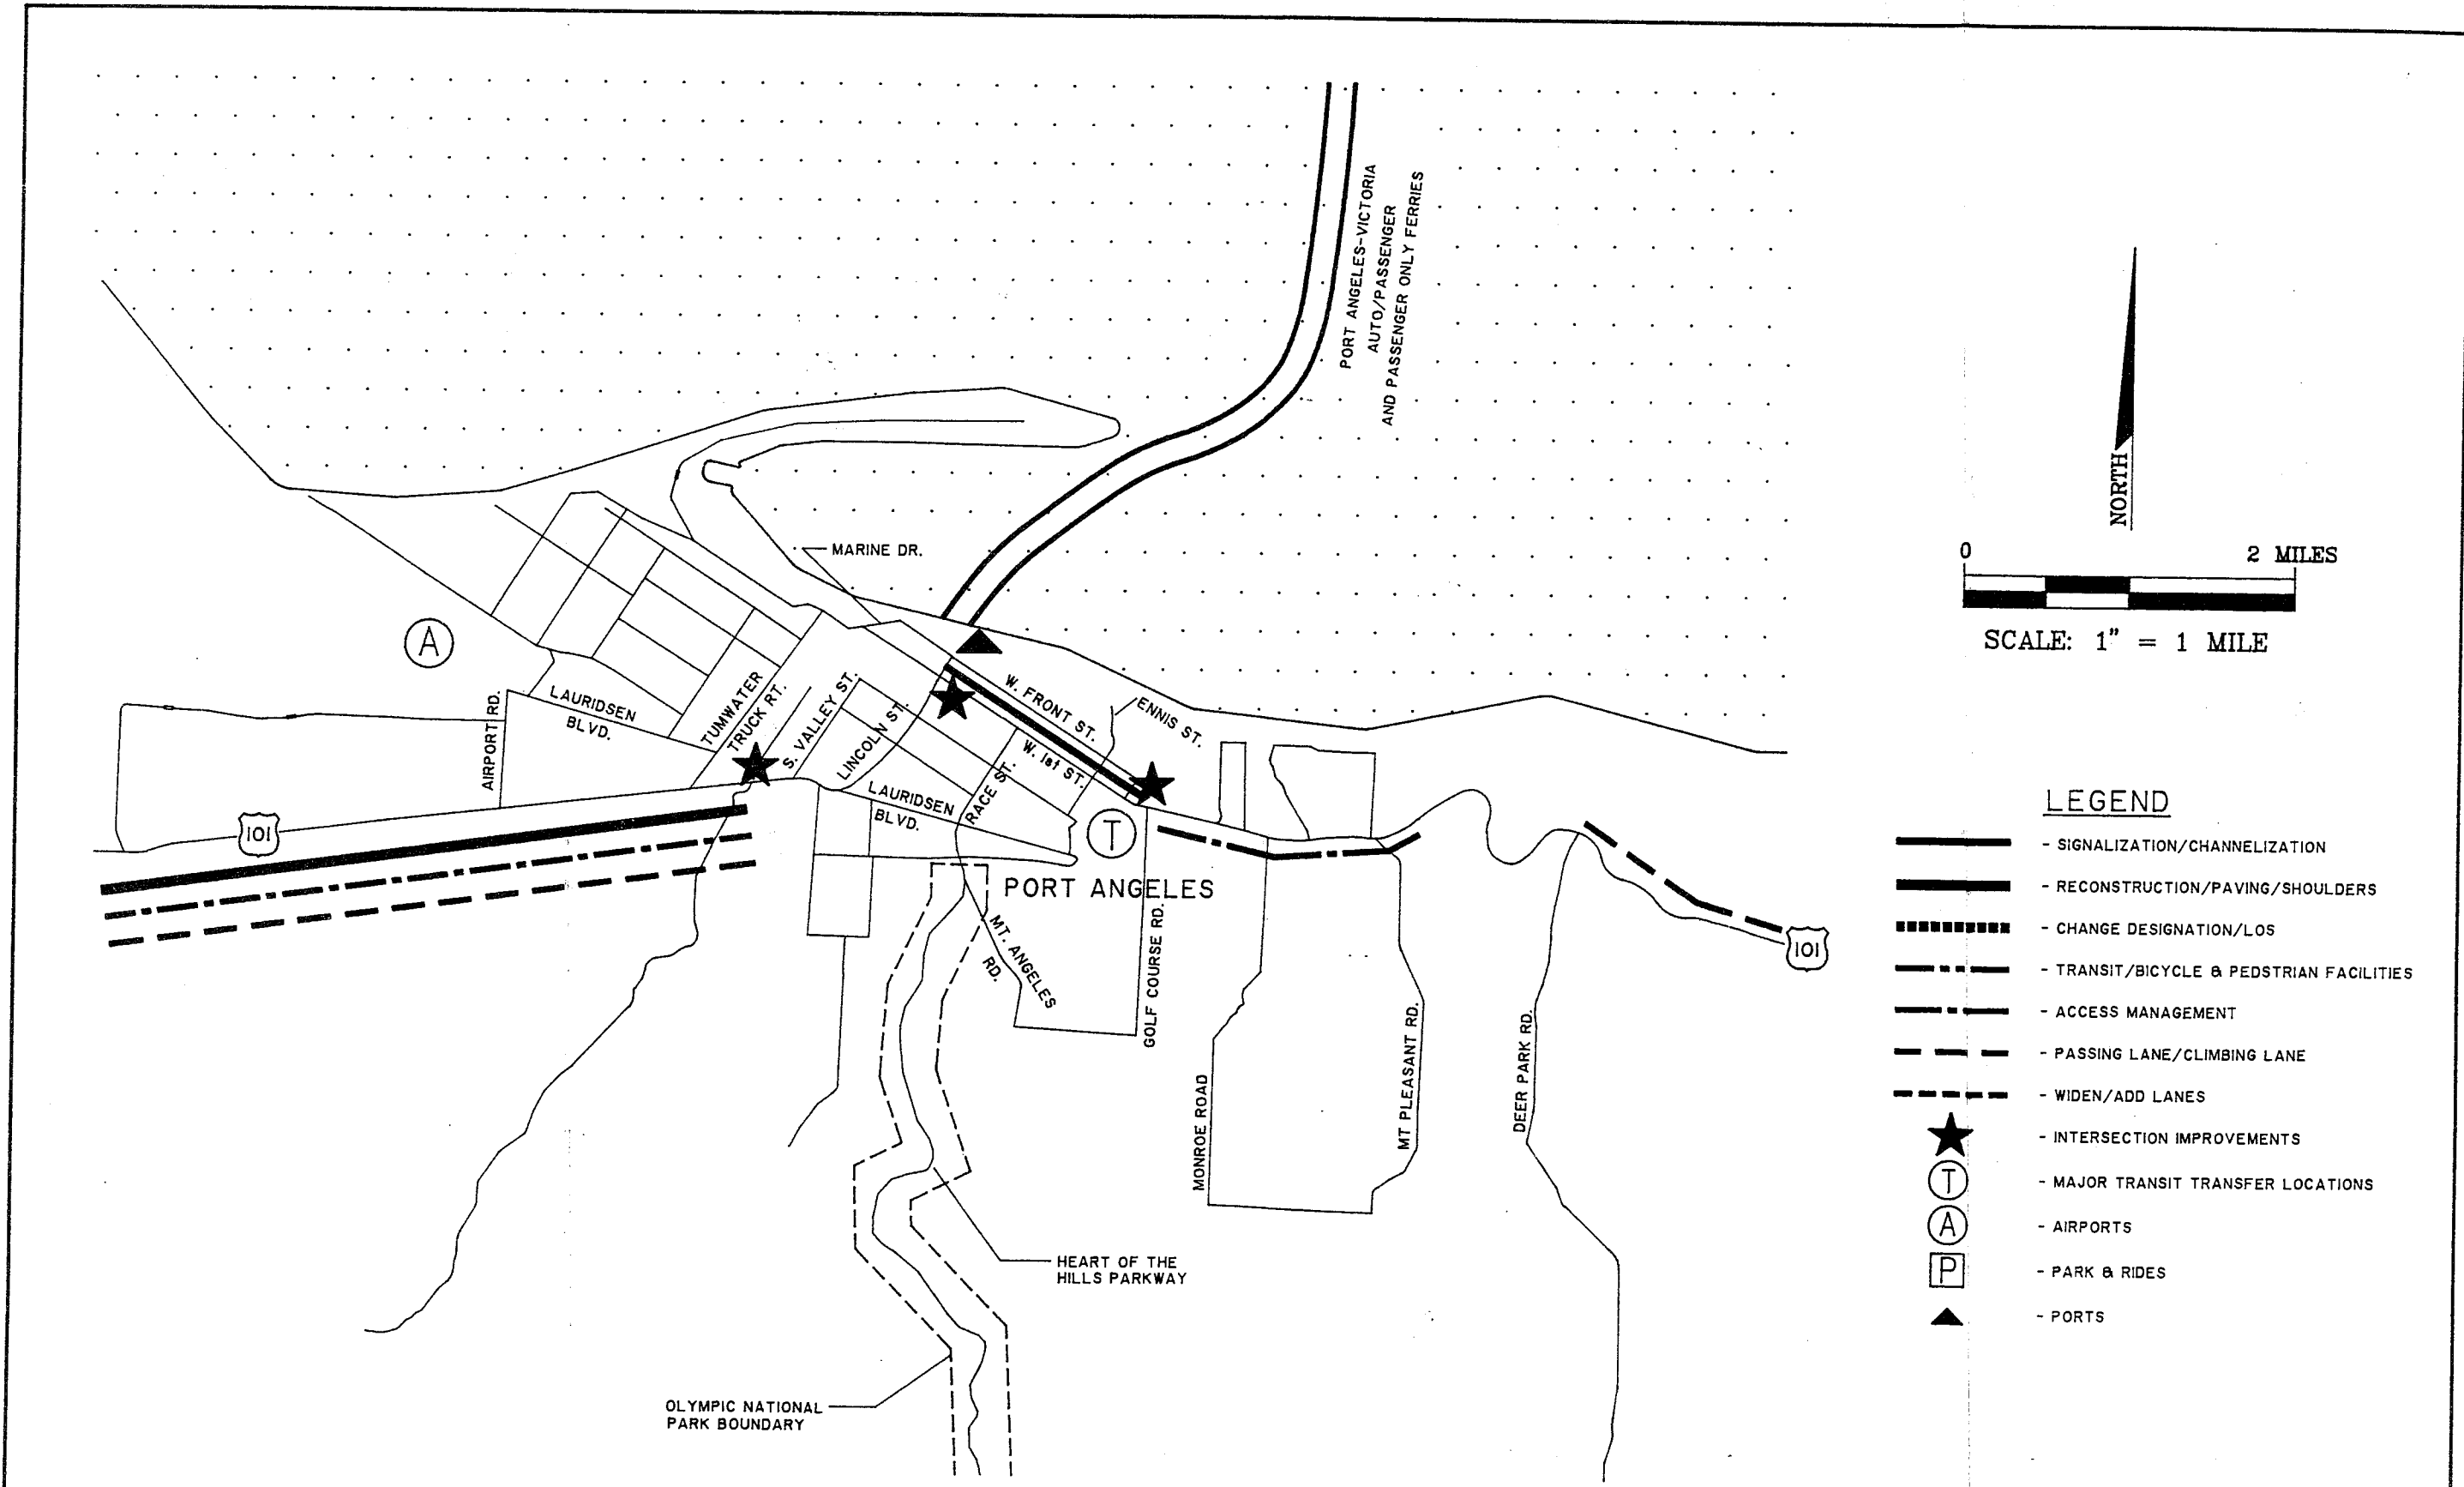 PORT ANGELES-VICTORIA
AUTO/PASSENGER
AND PASSENGER ONLY FERRIES
NORTH
0 2 MILES
SCALE: 1" = 1 MILE
MARINE DR.
A
AIRPORT RD.
LAURIDSEN
BLVD.
TUMWATER
TRUCK RT.
S. VALLEY ST.
LINCOLN ST.
W. FRONT ST.
W. 1st ST.
ENNIS ST.
RACE ST.
LAURIDSEN
BLVD.
T
101
PORT ANGELES
MT. ANGELES
RD.
GOLF COURSE RD.
MONROE ROAD
MT PLEASANT RD.
DEER PARK RD.
101
HEART OF THE
HILLS PARKWAY
OLYMPIC NATIONAL
PARK BOUNDARY
LEGEND
- SIGNALIZATION/CHANNELIZATION
- RECONSTRUCTION/PAVING/SHOULDERS
- CHANGE DESIGNATION/LOS
- TRANSIT/BICYCLE & PEDSTRIAN FACILITIES
- ACCESS MANAGEMENT
- PASSING LANE/CLIMBING LANE
- WIDEN/ADD LANES
- INTERSECTION IMPROVEMENTS
T - MAJOR TRANSIT TRANSFER LOCATIONS
A - AIRPORTS
P - PARK & RIDES
- PORTS